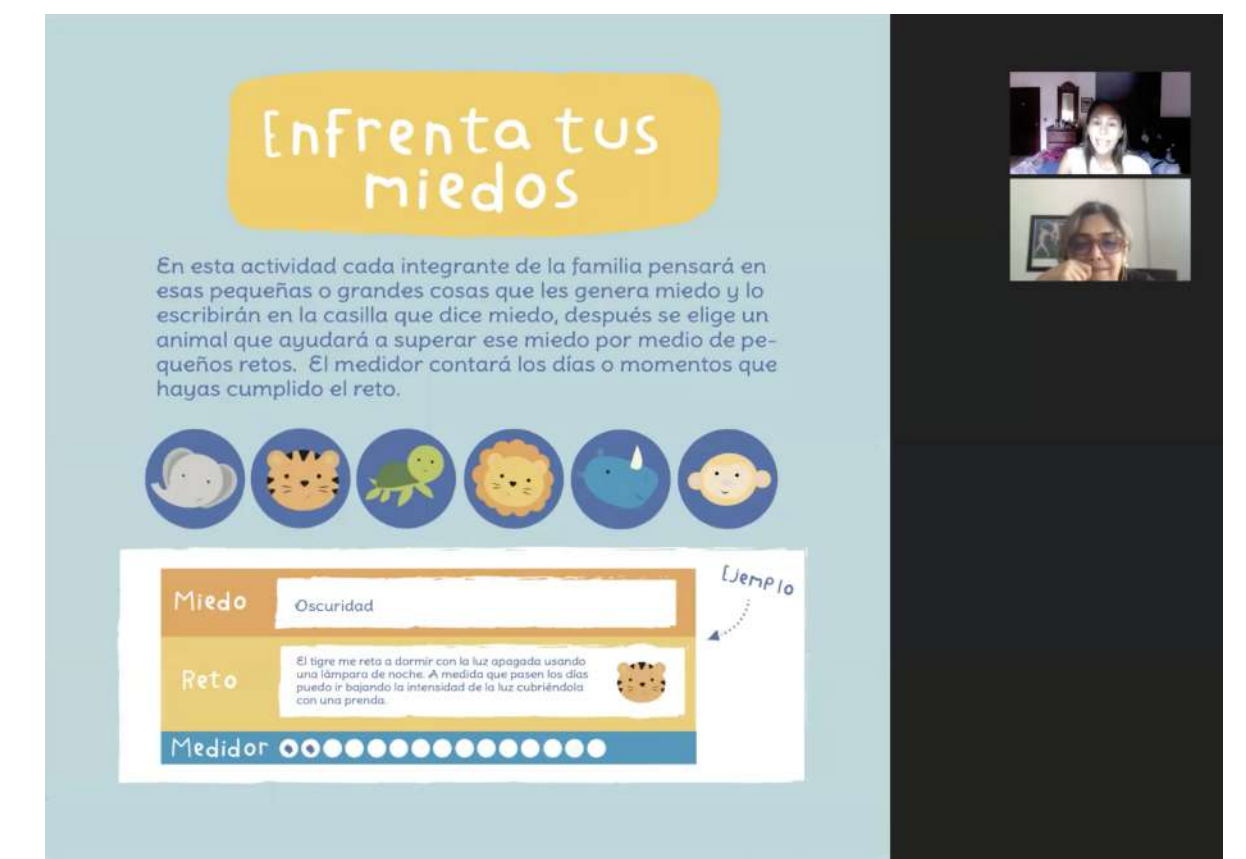 Enfrenta tus
miedos
En esta actividad cada integrante de la familia pensará en
esas pequeñas o grandes cosas que les genera miedo y lo
escribirán en la casilla que dice miedo, después se elige un
animal que ayudará a superar ese miedo por medio de pe-
queños retos. El medidor contará los días o momentos que
hayas cumplido el reto.
Ejemplo
Miedo
Oscuridad
Reto
El tigre me reta a dormir con la luz apagada usando
una lámpara de noche. A medida que pasen los días
puedo ir bajando la intensidad de la luz cubriéndola
con una prenda.
Medidor